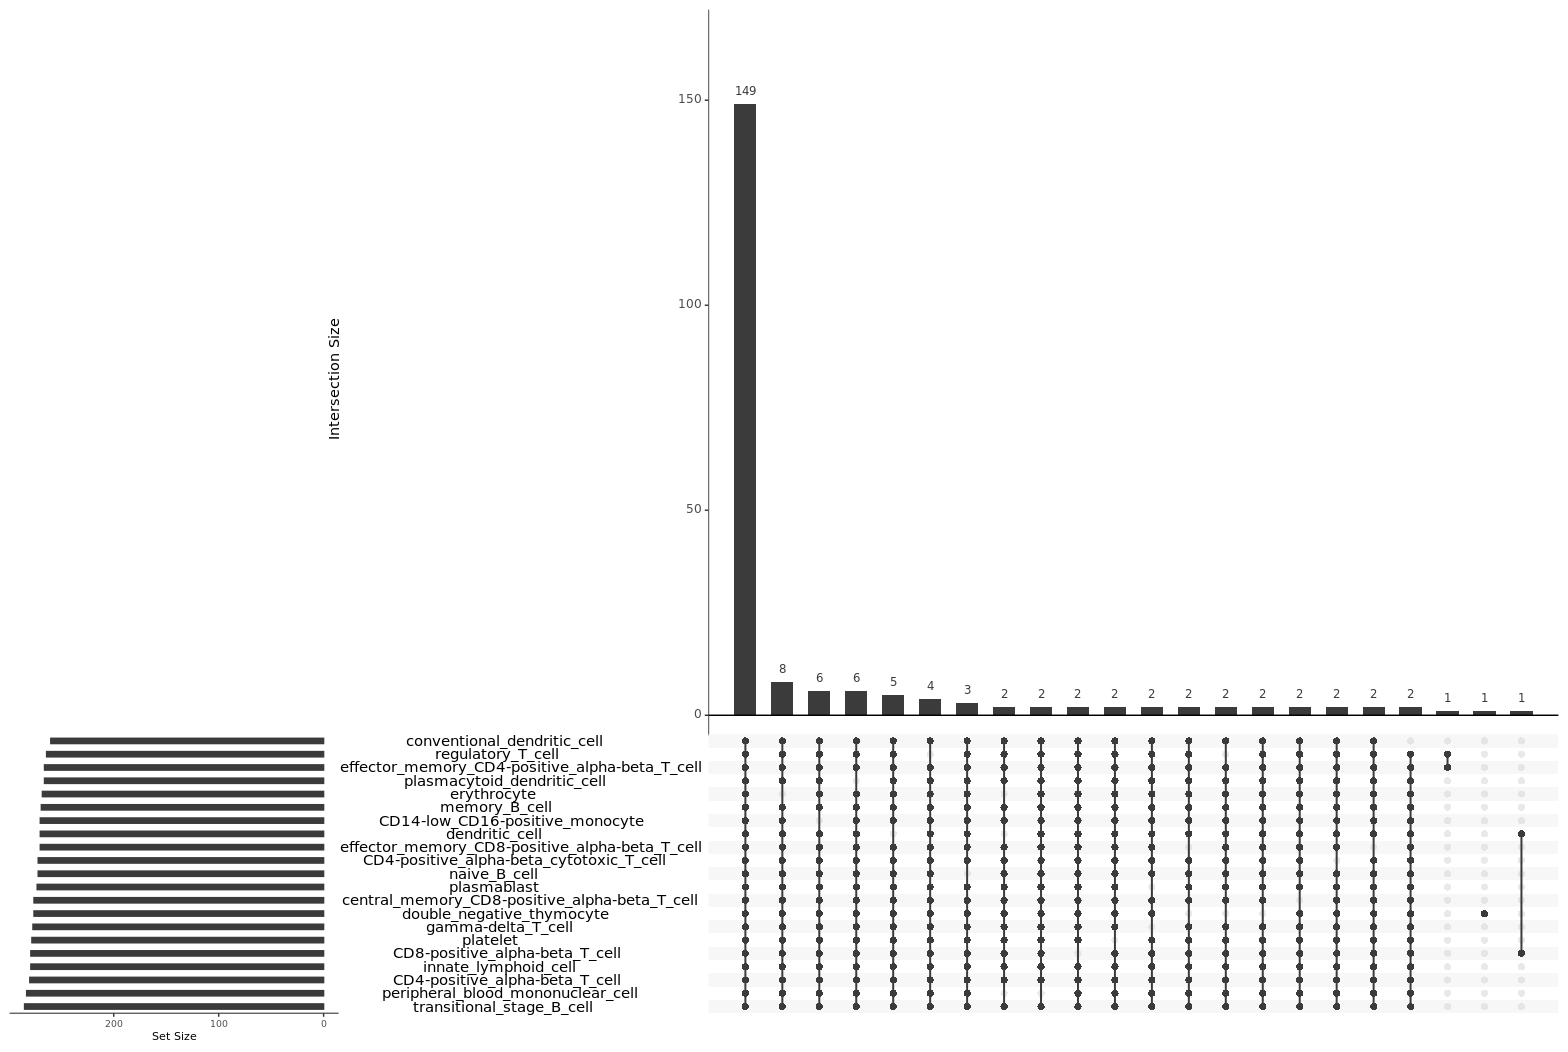 150
100
50
0
Intersection Size
149
8
6
6
5
4
3
2
2
2
2
2
2
2
2
2
2
2
2
1
1
1
conventional_dendritic_cell
regulatory_T_cell
effector_memory_CD4-positive_alpha-beta_T_cell
plasmacytoid_dendritic_cell
erythrocyte
memory_B_cell
CD14-low_CD16-positive_monocyte
dendritic_cell
effector_memory_CD8-positive_alpha-beta_T_cell
CD4-positive_alpha-beta_cytotoxic_T_cell
naive_B_cell
plasmablast
central_memory_CD8-positive_alpha-beta_T_cell
double_negative_thymocyte
gamma-delta_T_cell
platelet
CD8-positive_alpha-beta_T_cell
innate_lymphoid_cell
CD4-positive_alpha-beta_T_cell
peripheral_blood_mononuclear_cell
transitional_stage_B_cell
200 100 0
Set Size